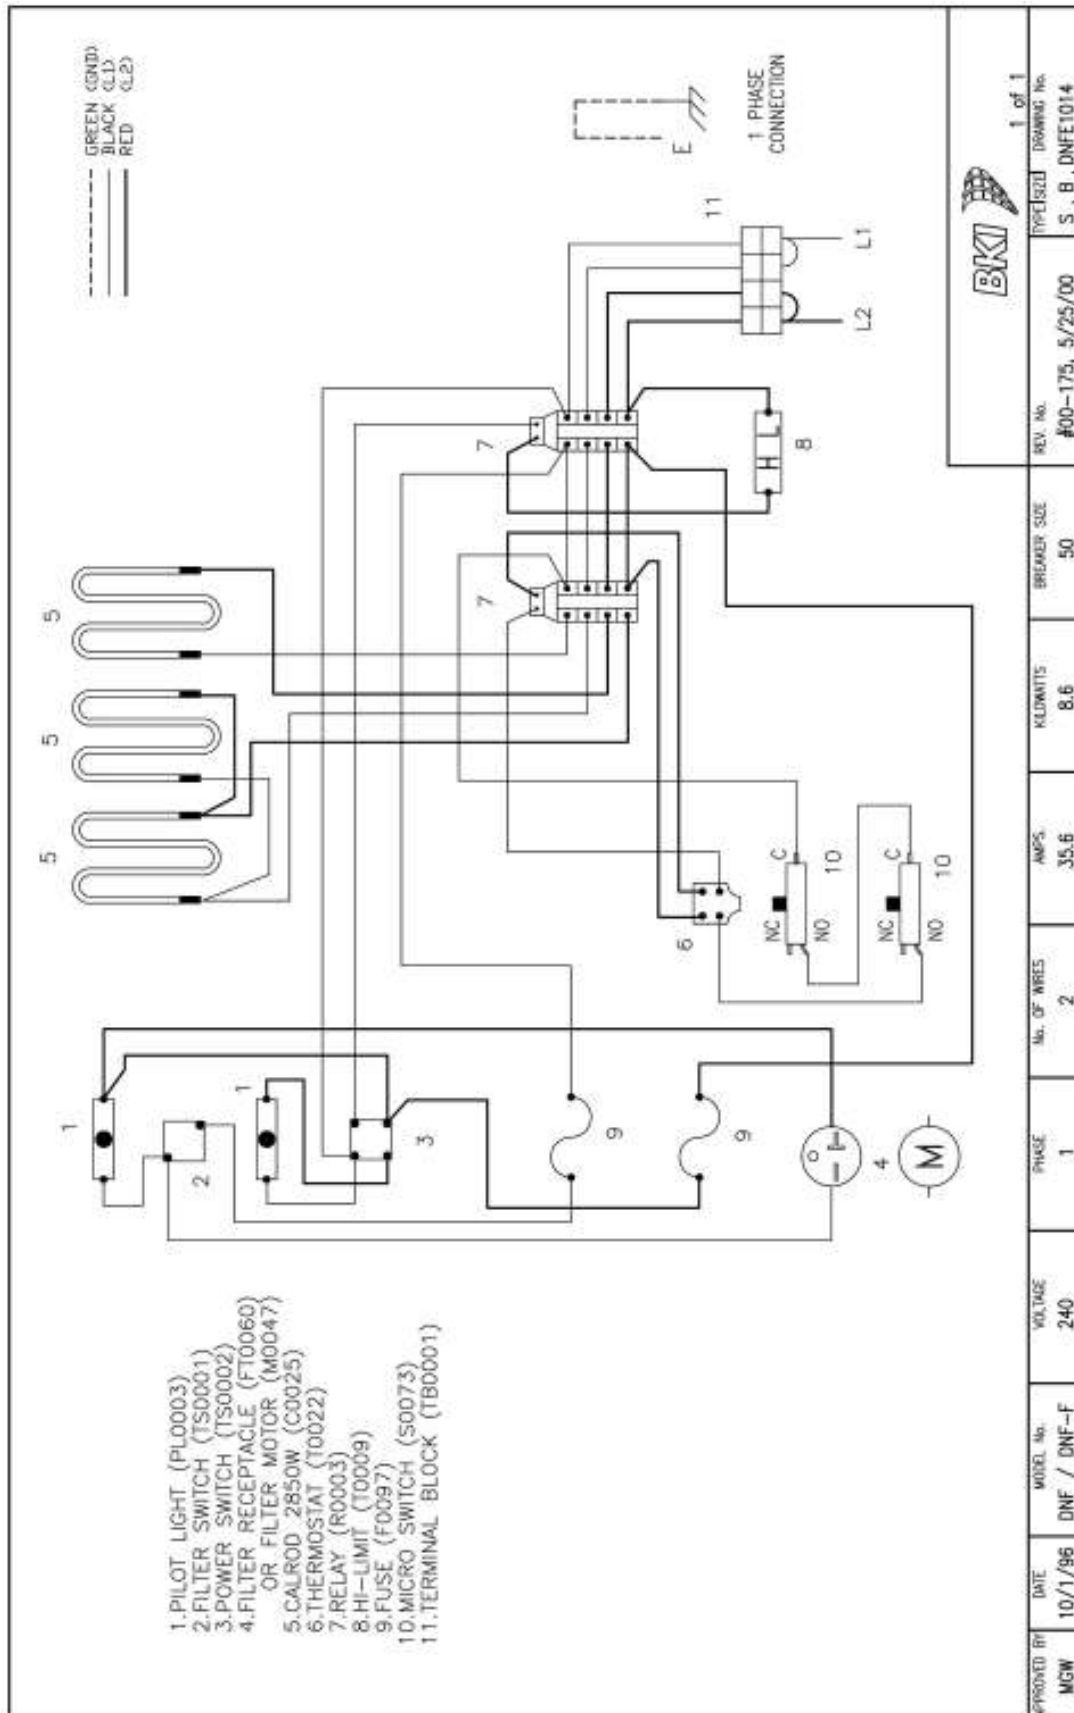 GREEN (GND)
BLACK (L1)
RED (L2)
1.PILOT LIGHT (PL0003)
2.FILTER SWITCH (TS0001)
3.POWER SWITCH (TS0002)
4.FILTER RECEPTACLE (FT0060)
OR FILTER MOTOR (M0047)
5.CALROD 2850W (C0025)
6.THERMOSTAT (T0022)
7.RELAY (R0003)
8.HI-LIMIT (T0009)
9.FUSE (F0097)
10.MICRO SWITCH (S0073)
11.TERMINAL BLOCK (TB0001)
1
2
1
3
9
9
4
M
5
5
5
6
NC
C
NO
10
NC
C
NO
10
7
7
H L
8
11
L2
L1
E
1 PHASE
CONNECTION
BKI
1 of 1
APPROVED BY
MGW
DATE
10/1/96
MODEL No.
DNF / DNF-F
VOLTAGE
240
PHASE
1
No. OF WIRES
2
AMPS.
35.6
KILOWATTS
8.6
BREAKER SIZE
50
REV. No.
#00-175, 5/25/00
TYPE SIZE
S . B .
DRAWING No.
DNFE1014